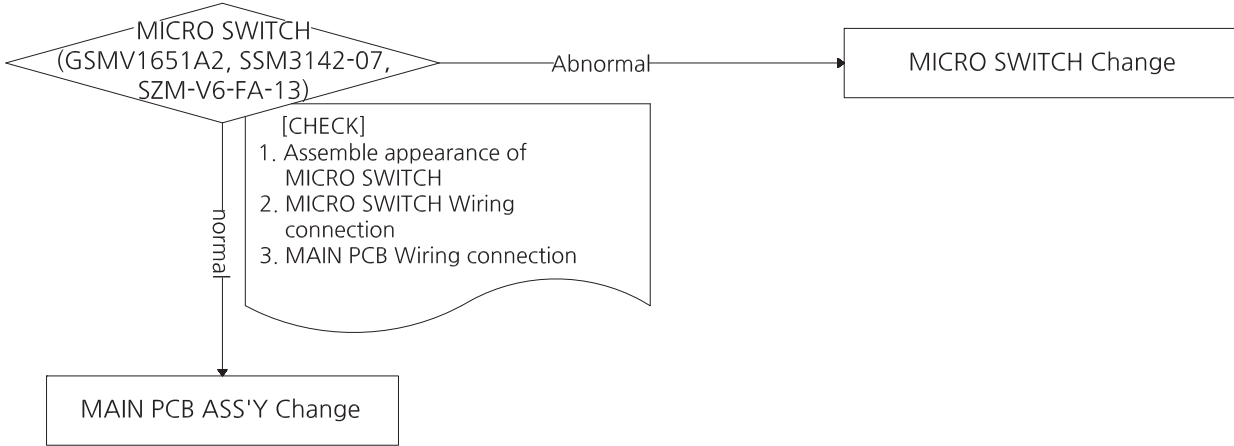 MICRO SWITCH
(GSMV1651A2, SSM3142-07,
SZM-V6-FA-13)
Abnormal
MICRO SWITCH Change
[CHECK]
1. Assemble appearance of
MICRO SWITCH
2. MICRO SWITCH Wiring
connection
3. MAIN PCB Wiring connection
normal
MAIN PCB ASS'Y Change